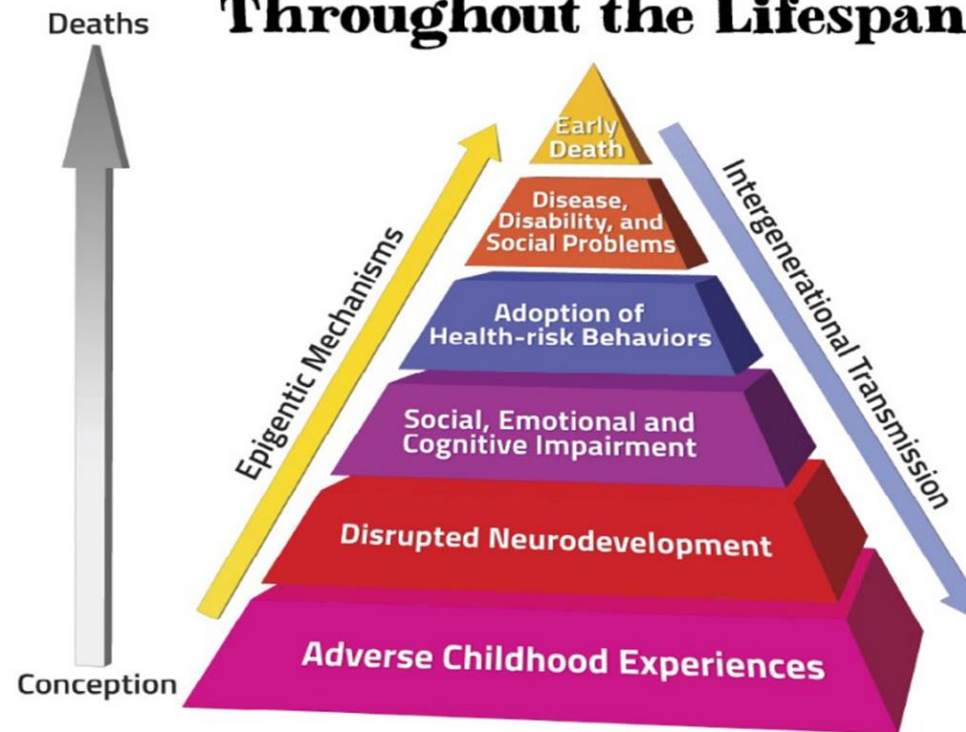 Throughout the Lifespan
Deaths
Early
Death
Disease,
Disability, and
Social Problems
Adoption of
Health-risk Behaviors
Social, Emotional and
Cognitive Impairment
Disrupted Neurodevelopment
Adverse Childhood Experiences
Epigentic Mechanisms
Intergenerational Transmission
Conception